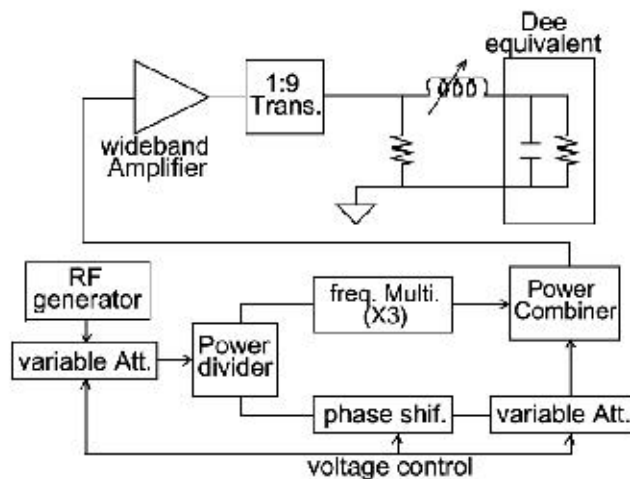 Dee
equivalent
1:9
Trans.
wideband
Amplifier
RF
generator
freq. Multi.
(X3)
Power
Combiner
variable Att.
Power
divider
phase shif.
variable Att.
voltage control